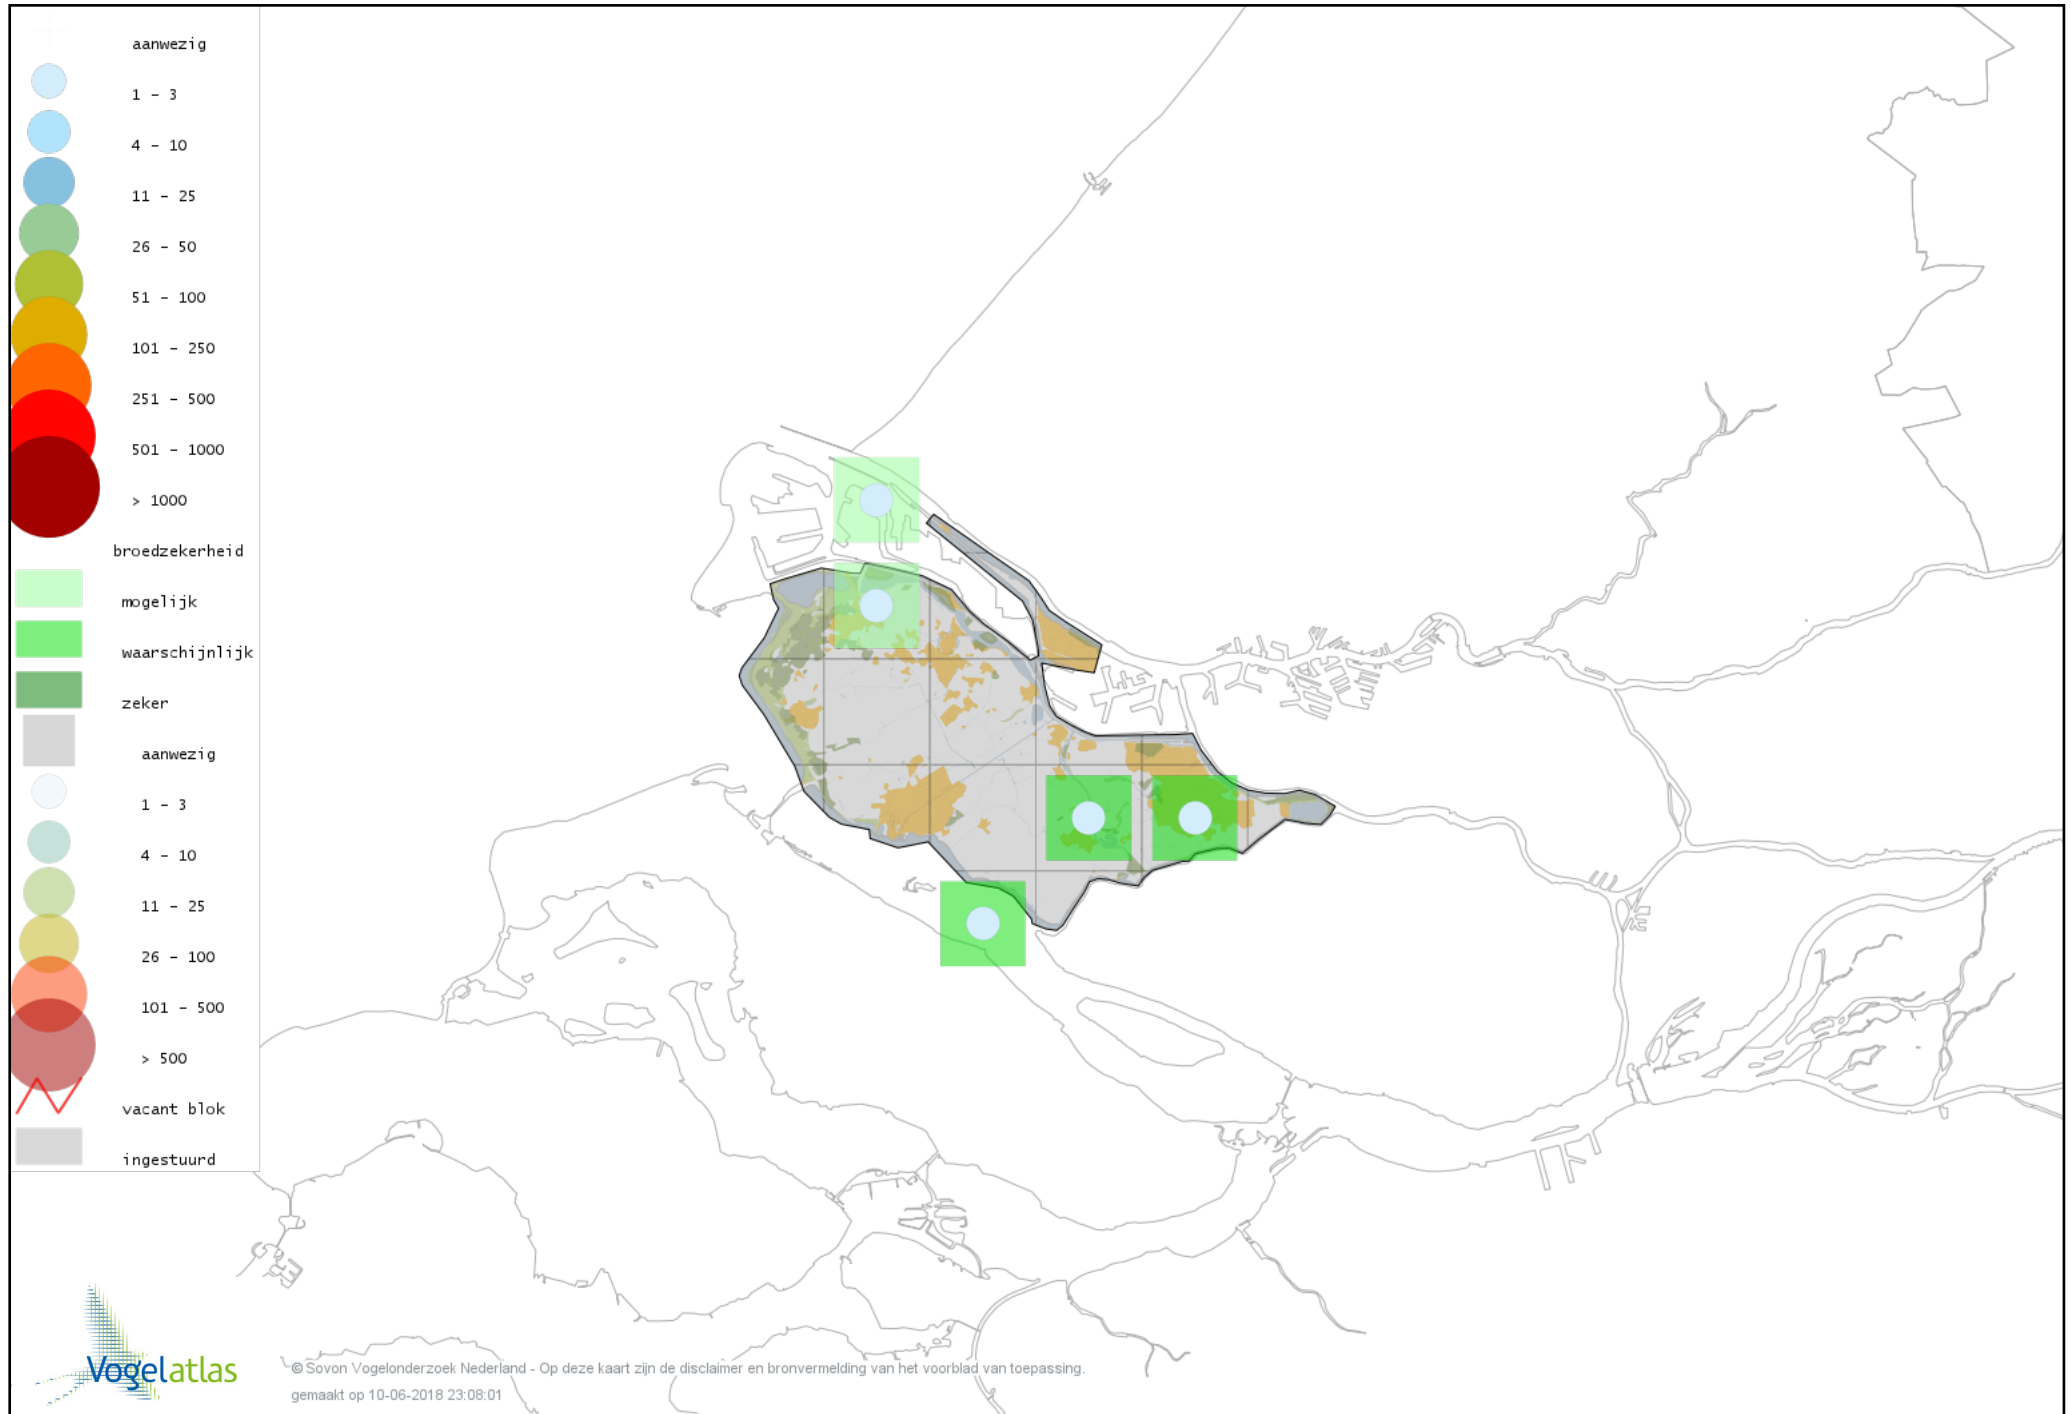 aanwezig
1 - 3
4 - 10
11 - 25
26 - 50
51 - 100
101 - 250
251 - 500
501 - 1000
> 1000
broedzekerheid
mogelijk
waarschijnlijk
zeker
aanwezig
1 - 3
4 - 10
11 - 25
26 - 100
101 - 500
> 500
vacant blok
ingestuurd
Vogelatlas
© Sovon Vogelonderzoek Nederland - Op deze kaart zijn de disclaimer en bronvermelding van het voorblad van toepassing.
gemaakt op 10-06-2018 23:08:01